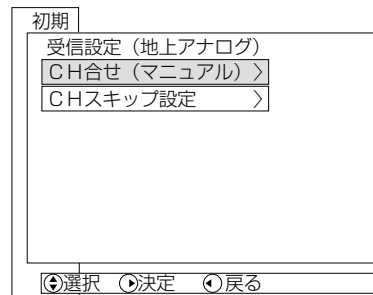 初期
受信設定（地上アナログ）
ＣＨ合せ（マニュアル）〉
ＣＨスキップ設定　　　〉
選択　決定　戻る